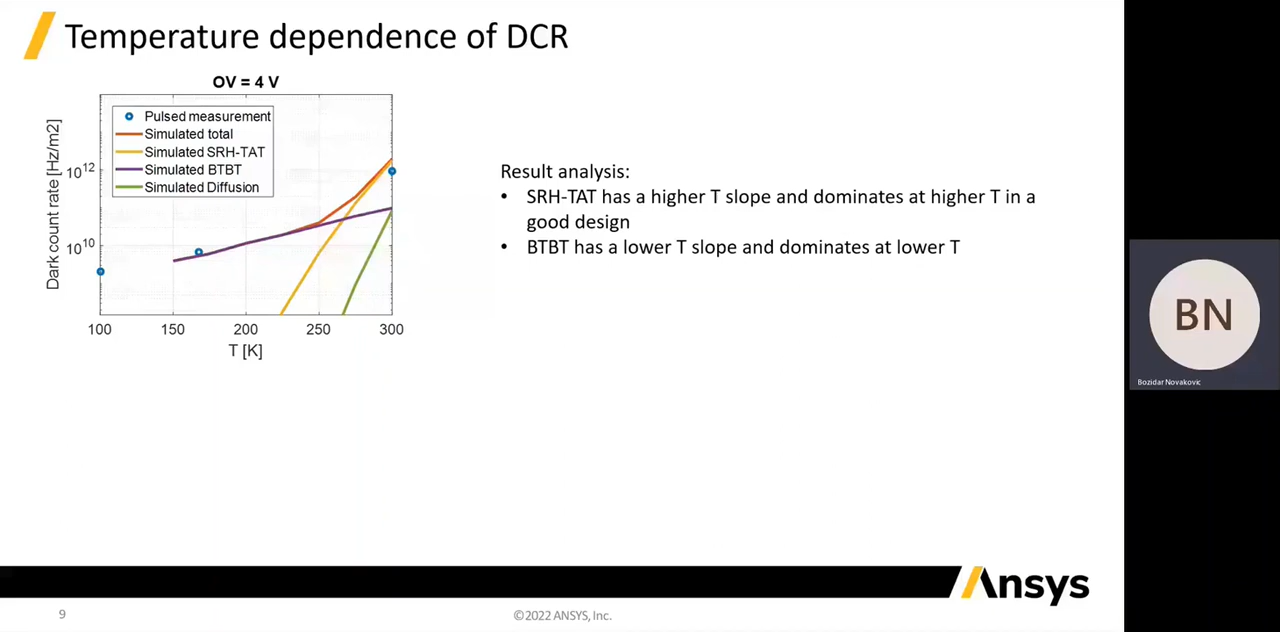 Temperature dependence of DCR
OV = 4 V
Pulsed measurement
Simulated total
Simulated SRH-TAT
Simulated BTBT
Simulated Diffusion
Dark count rate [Hz/m2]
10^12
10^10
100 150 200 250 300
T [K]
Result analysis:
• SRH-TAT has a higher T slope and dominates at higher T in a
good design
• BTBT has a lower T slope and dominates at lower T
BN
Bozidar Novakovic
Ansys
9
©2022 ANSYS, Inc.